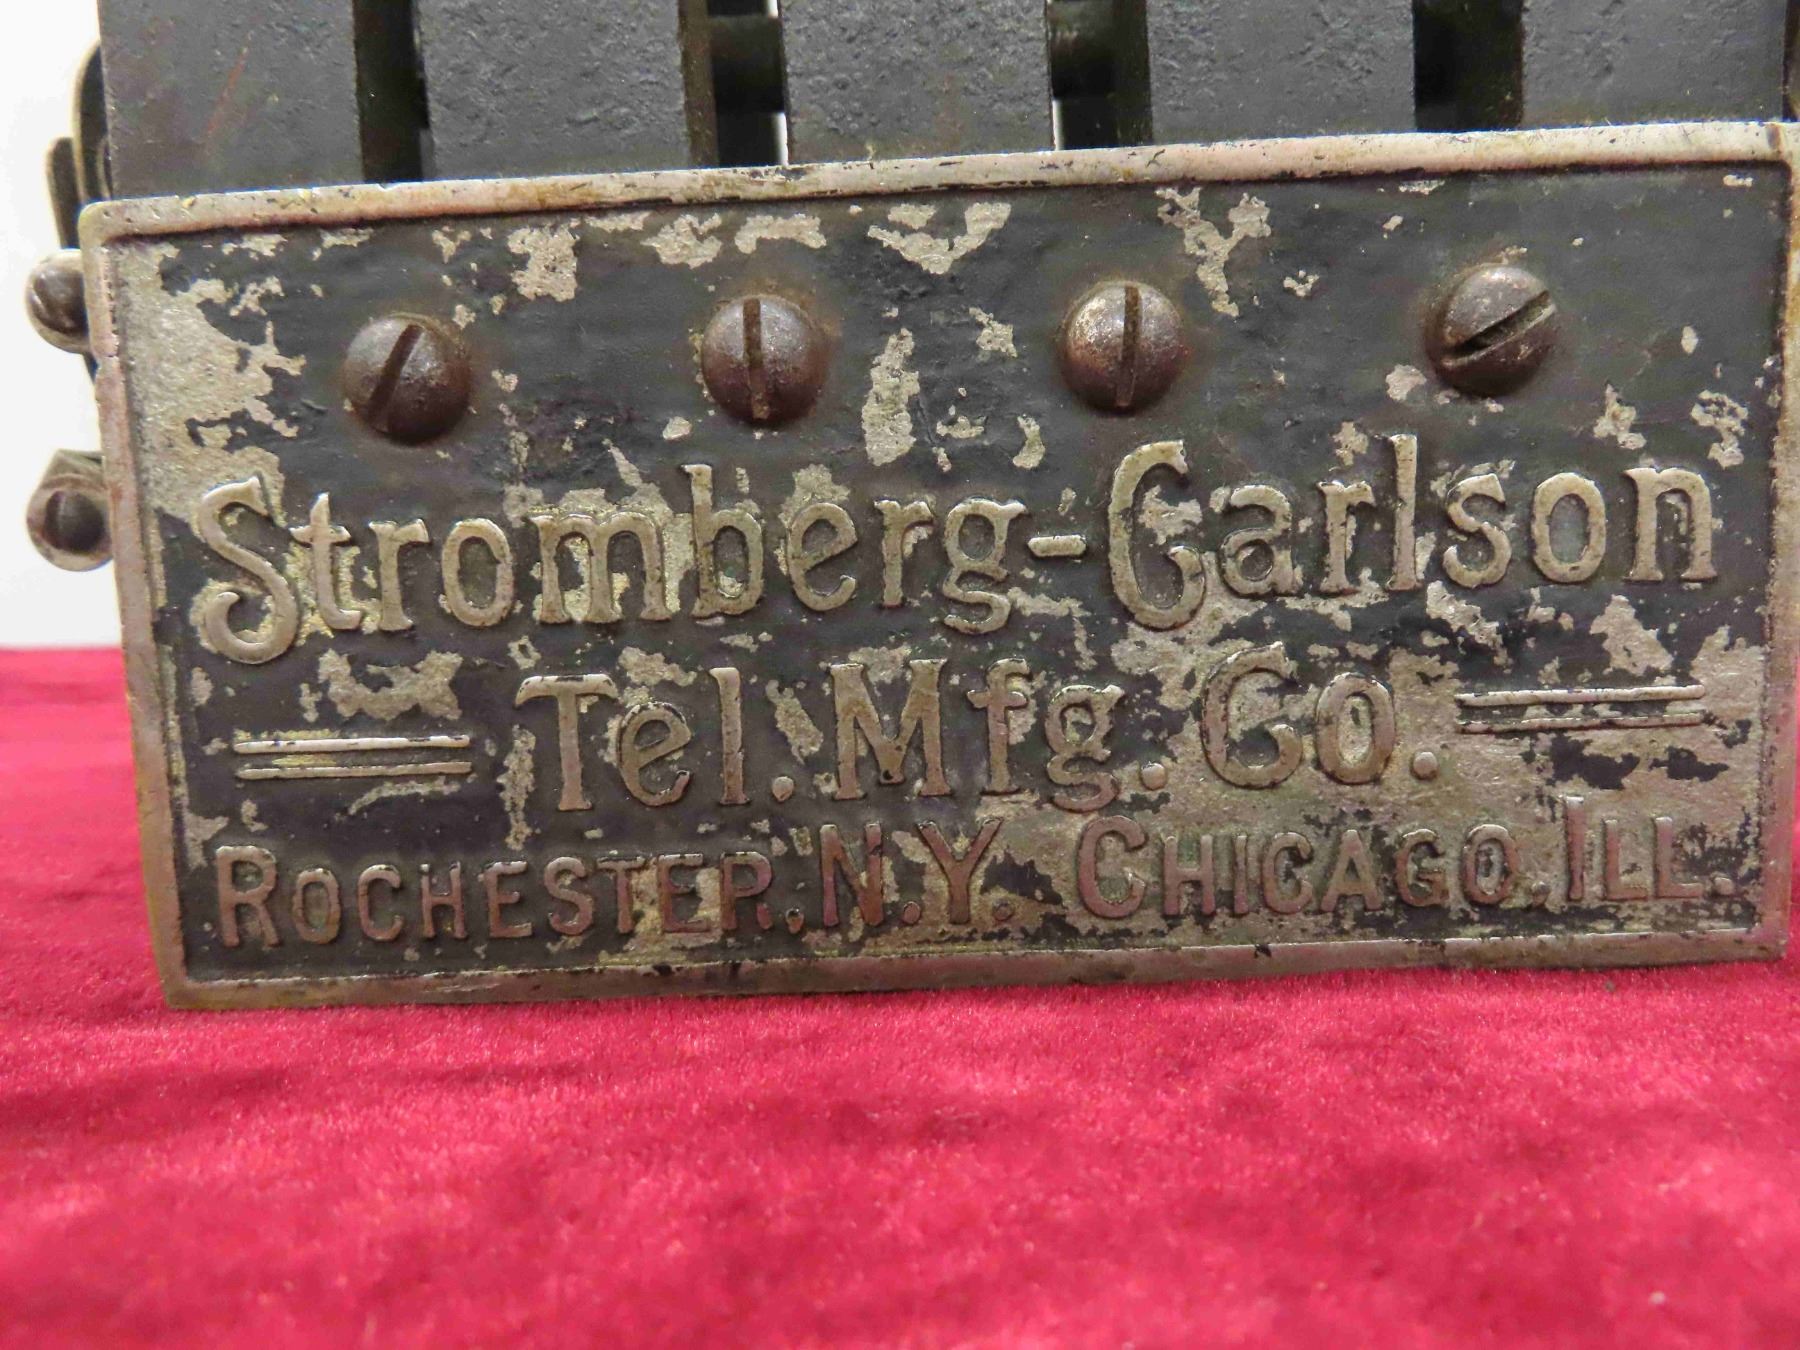 Stromberg-Carlson
Tel. Mfg. Co.
ROCHESTER, N.Y. CHICAGO, ILL.